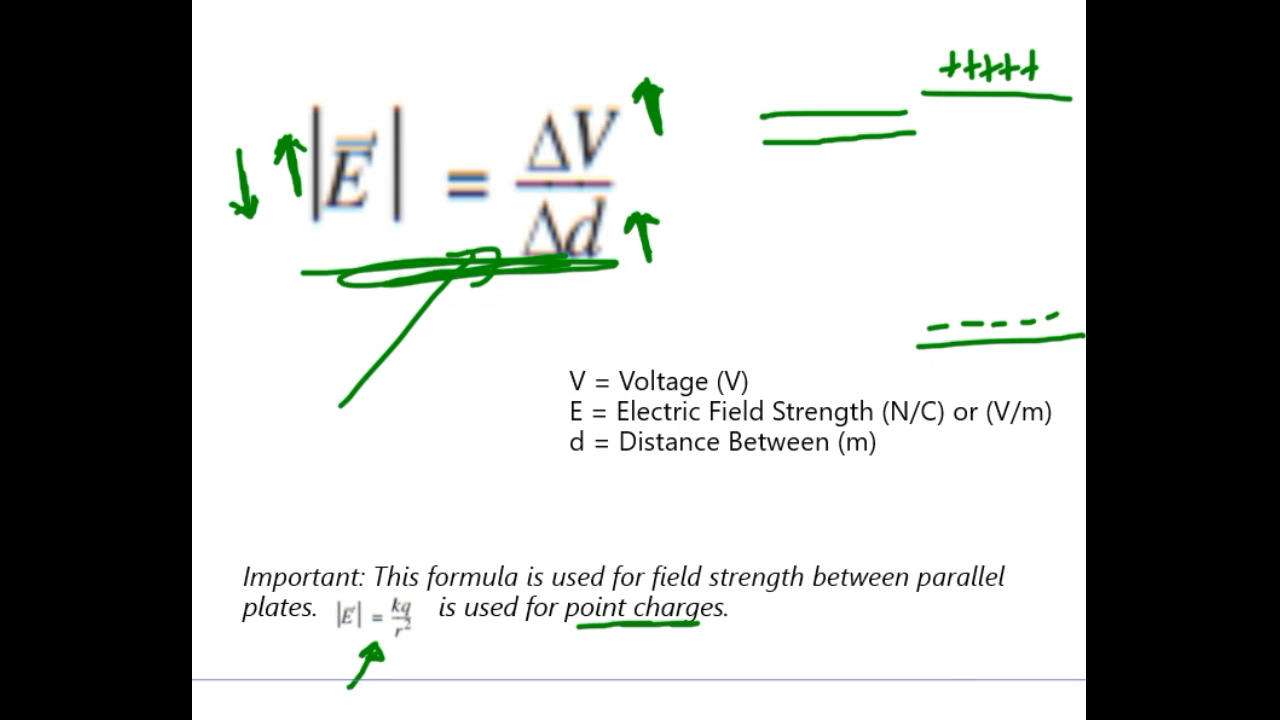 +++++
|E⃗| = ΔV/Δd
V = Voltage (V)
E = Electric Field Strength (N/C) or (V/m)
d = Distance Between (m)
Important: This formula is used for field strength between parallel
plates. |E⃗| = kq/r² is used for point charges.